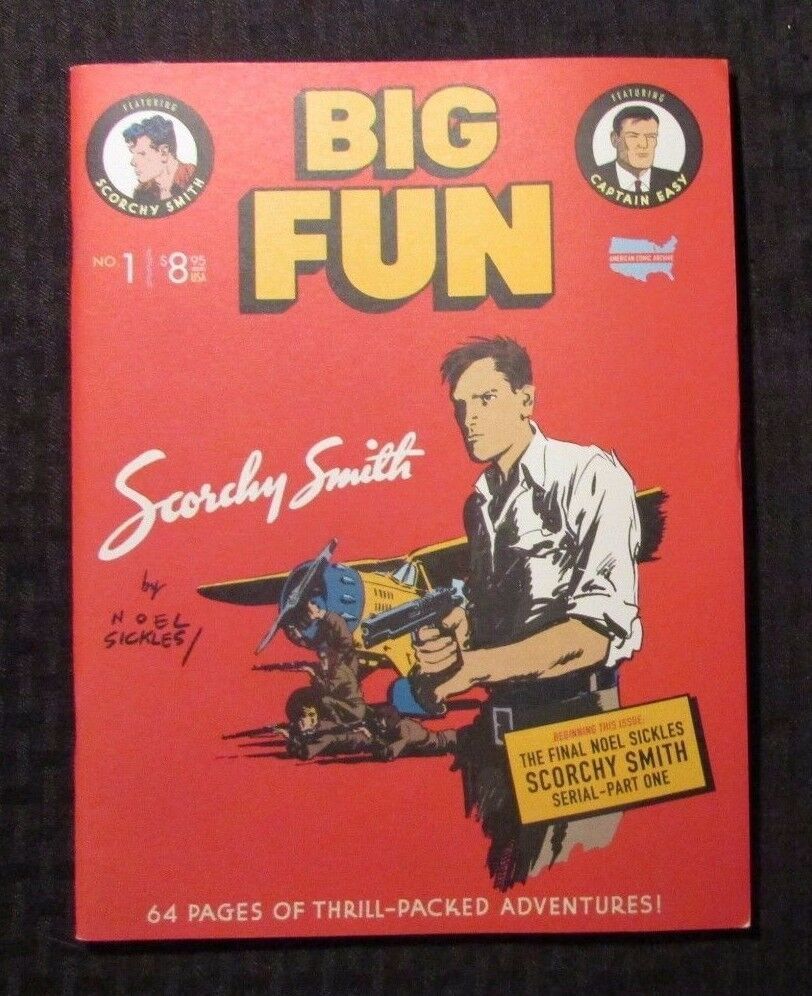 FEATURING
SCORCHY SMITH
BIG
FUN
FEATURING
CAPTAIN EASY
NO. 1
$8.95
USA
AMERICAN COMIC ARCHIVE
Scorchy Smith
by
NOEL
SICKLES/
BEGINNING THIS ISSUE:
THE FINAL NOEL SICKLES
SCORCHY SMITH
SERIAL-PART ONE
64 PAGES OF THRILL-PACKED ADVENTURES!